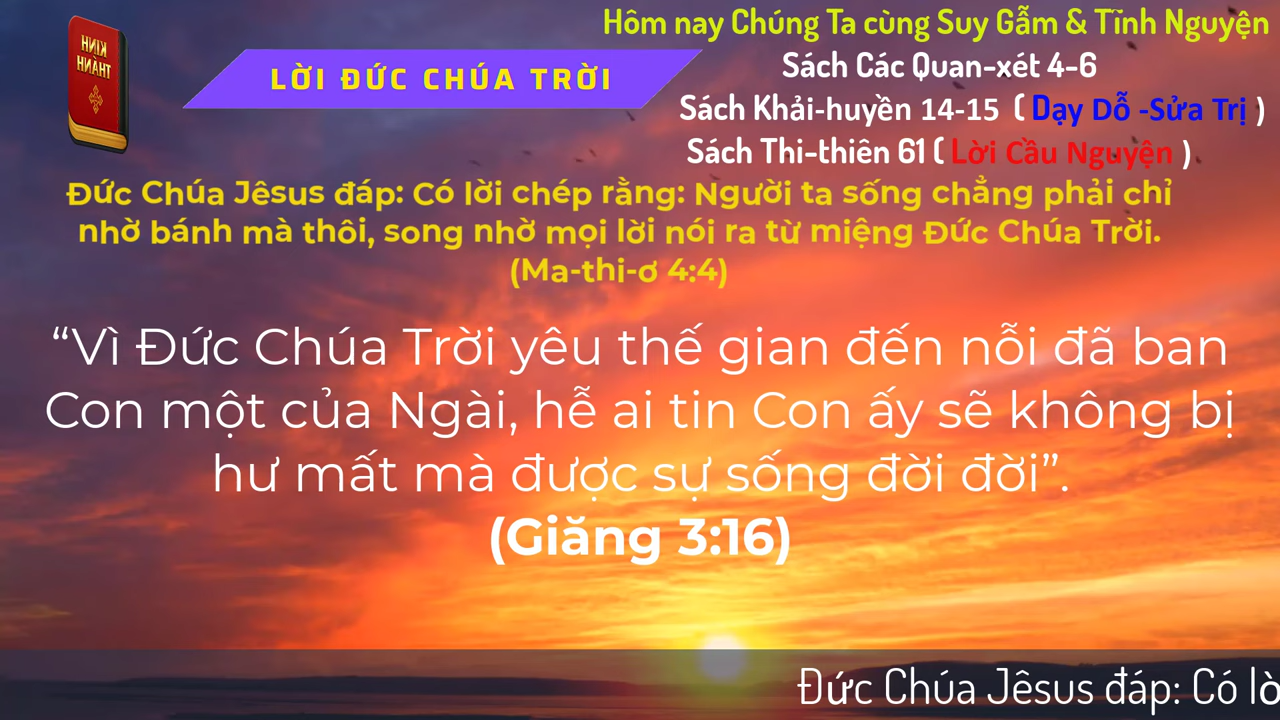 KINH
THÁNH
LỜI ĐỨC CHÚA TRỜI
Hôm nay Chúng Ta cùng Suy Gẫm & Tĩnh Nguyện
Sách Các Quan-xét 4-6
Sách Khải-huyền 14-15 ( Dạy Dỗ -Sửa Trị )
Sách Thi-thiên 61 ( Lời Cầu Nguyện )
Đức Chúa Jêsus đáp: Có lời chép rằng: Người ta sống chẳng phải chỉ
nhờ bánh mà thôi, song nhờ mọi lời nói ra từ miệng Đức Chúa Trời.
(Ma-thi-ơ 4:4)
“Vì Đức Chúa Trời yêu thế gian đến nỗi đã ban
Con một của Ngài, hễ ai tin Con ấy sẽ không bị
hư mất mà được sự sống đời đời”.
(Giăng 3:16)
Đức Chúa Jêsus đáp: Có lờ